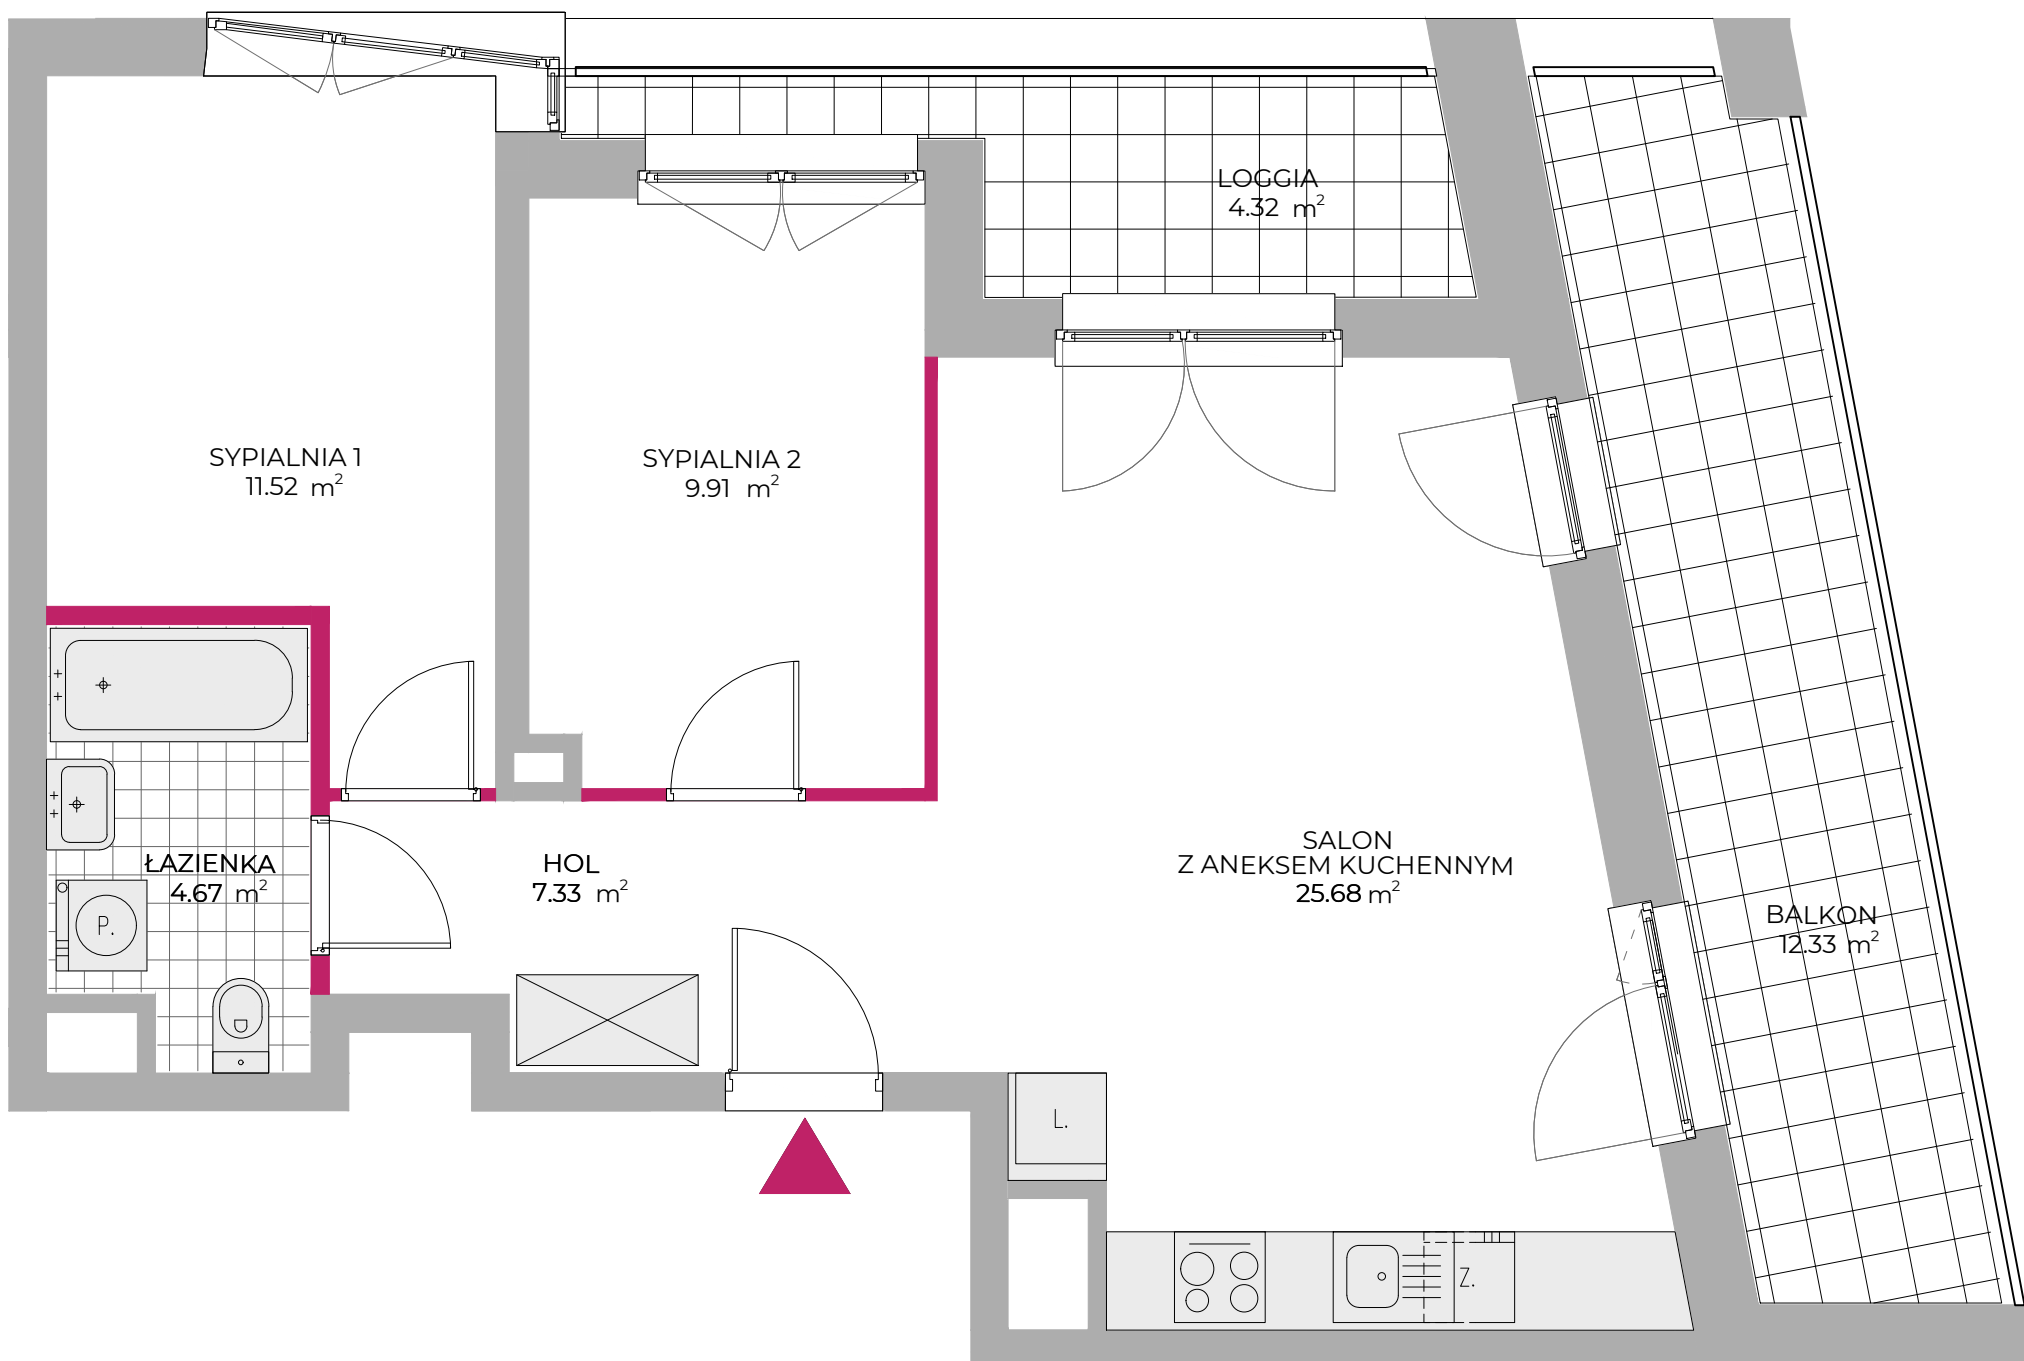 LOGGIA
4.32 m²
SYPIALNIA 1
11.52 m²
SYPIALNIA 2
9.91 m²
SALON
Z ANEKSEM KUCHENNYM
25.68 m²
ŁAZIENKA
4.67 m²
HOL
7.33 m²
BALKON
12.33 m²
P.
L.
Z.